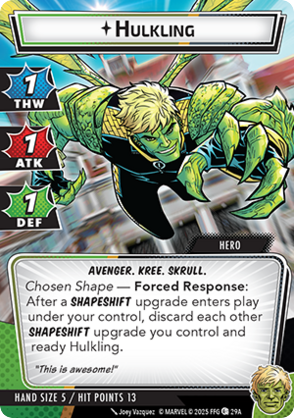 HULKLING
1
THW
1
ATK
1
DEF
HERO
AVENGER. KREE. SKRULL.
Chosen Shape — Forced Response:
After a SHAPESHIFT upgrade enters play
under your control, discard each other
SHAPESHIFT upgrade you control and
ready Hulkling.
"This is awesome!"
HAND SIZE 5 / HIT POINTS 13
Joey Vazquez © MARVEL © 2025 FFG 29A